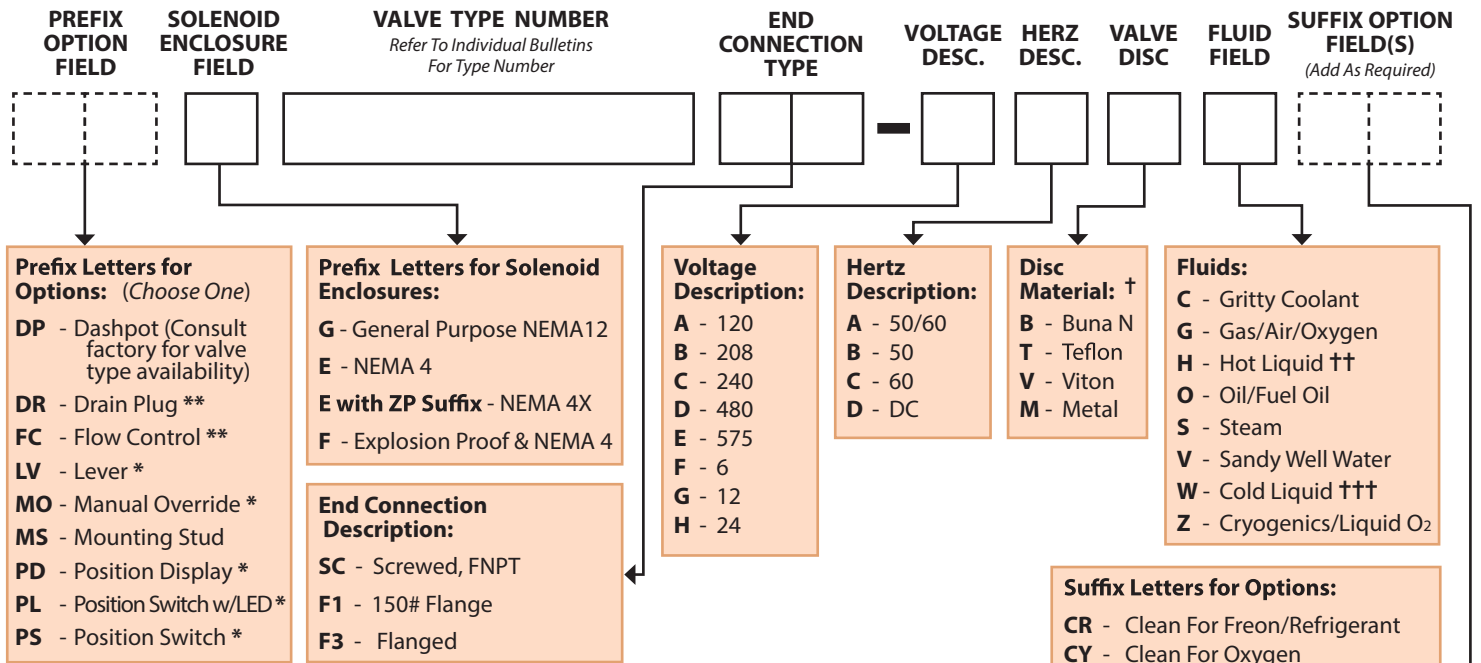 PREFIX
OPTION
FIELD
SOLENOID
ENCLOSURE
FIELD
VALVE TYPE NUMBER
Refer To Individual Bulletins
For Type Number
END
CONNECTION
TYPE
VOLTAGE
DESC.
HERZ
DESC.
VALVE
DISC
FLUID
FIELD
SUFFIX OPTION
FIELD(S)
(Add As Required)
Prefix Letters for
Options: (Choose One)
DP - Dashpot (Consult
factory for valve
type availability)
DR - Drain Plug **
FC - Flow Control **
LV - Lever *
MO - Manual Override *
MS - Mounting Stud
PD - Position Display *
PL - Position Switch w/LED *
PS - Position Switch *
Prefix Letters for Solenoid
Enclosures:
G - General Purpose NEMA12
E - NEMA 4
E with ZP Suffix - NEMA 4X
F - Explosion Proof & NEMA 4
End Connection
Description:
SC - Screwed, FNPT
F1 - 150# Flange
F3 - Flanged
Voltage
Description:
A - 120
B - 208
C - 240
D - 480
E - 575
F - 6
G - 12
H - 24
Hertz
Description:
A - 50/60
B - 50
C - 60
D - DC
Disc
Material: †
B - Buna N
T - Teflon
V - Viton
M - Metal
Fluids:
C - Gritty Coolant
G - Gas/Air/Oxygen
H - Hot Liquid ††
O - Oil/Fuel Oil
S - Steam
V - Sandy Well Water
W - Cold Liquid †††
Z - Cryogenics/Liquid O2
Suffix Letters for Options:
CR - Clean For Freon/Refrigerant
CY - Clean For Oxygen